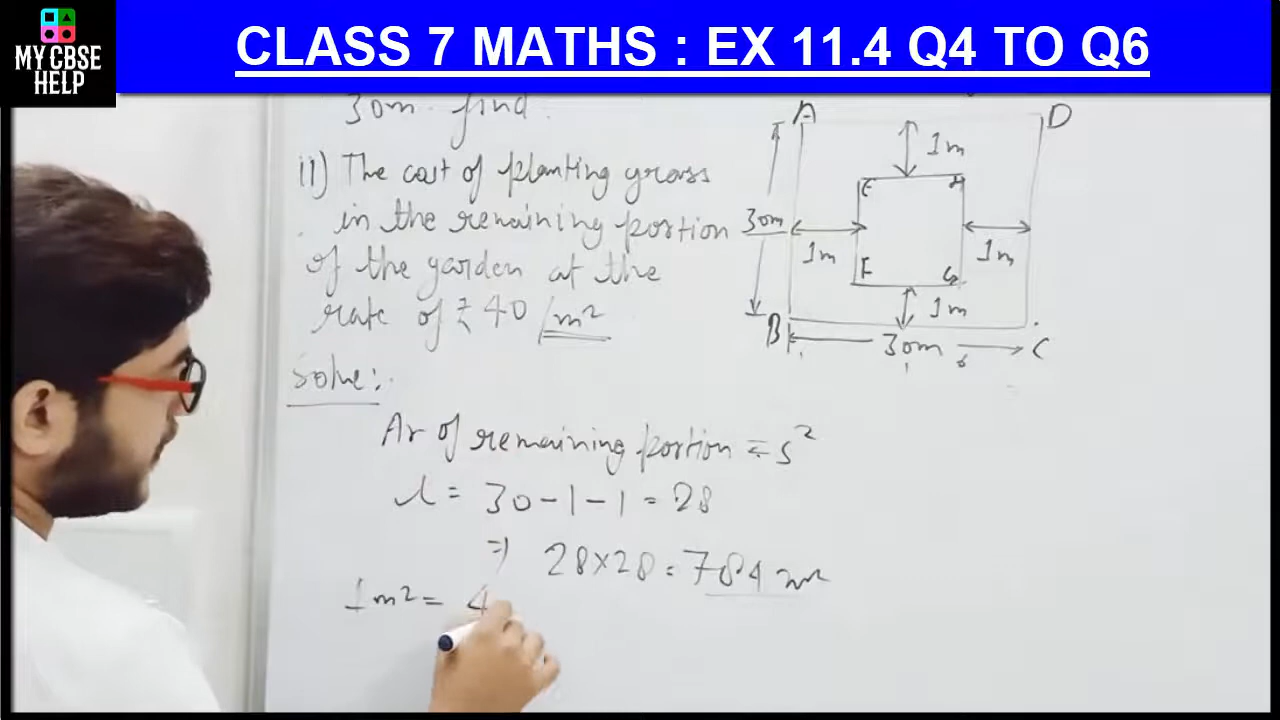 MY CBSE
HELP
CLASS 7 MATHS : EX 11.4 Q4 TO Q6
30m. find.
ii) The cost of planting grass
in the remaining portion
of the garden at the
rate of ₹ 40 /m²
Solve:
Ar of remaining portion = s²
l = 30-1-1 = 28
⇒ 28×28 = 784 m²
1m² = 4
A
D
1m
E
H
30m
1m
1m
F
G
1m
B
30m
C